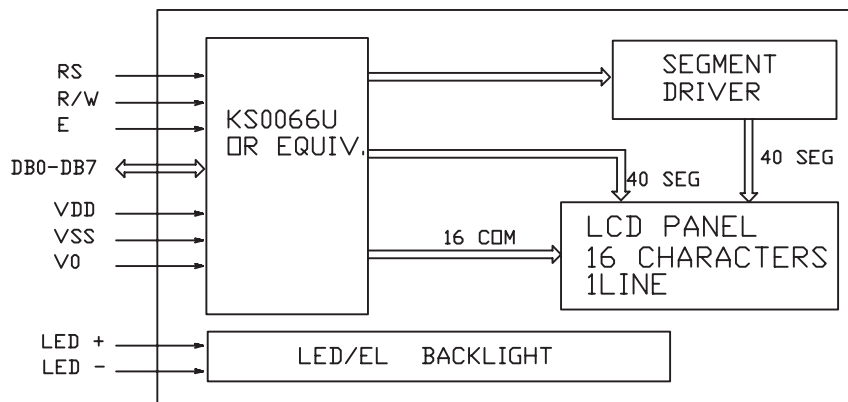 RS
R/W
E
DB0-DB7
VDD
VSS
V0
LED +
LED -
KS0066U
OR EQUIV.
SEGMENT
DRIVER
40 SEG
40 SEG
16 COM
LCD PANEL
16 CHARACTERS
1LINE
LED/EL BACKLIGHT